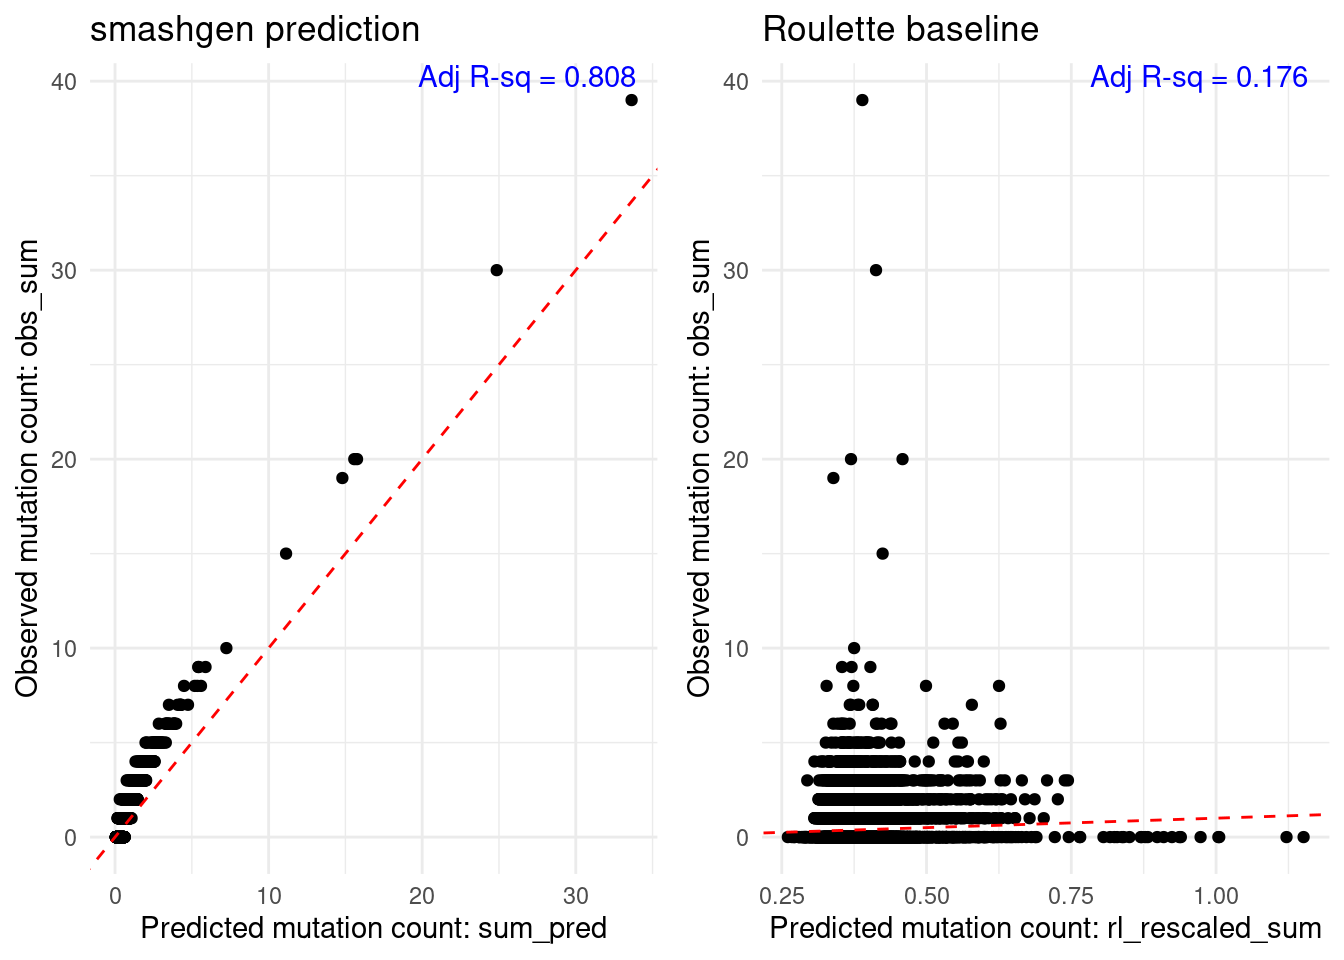 smashgen prediction
Adj R-sq = 0.808
40
30
20
10
0
0
10
20
30
Predicted mutation count: sum_pred
Observed mutation count: obs_sum
Roulette baseline
Adj R-sq = 0.176
40
30
20
10
0
0.25
0.50
0.75
1.00
Predicted mutation count: rl_rescaled_sum
Observed mutation count: obs_sum